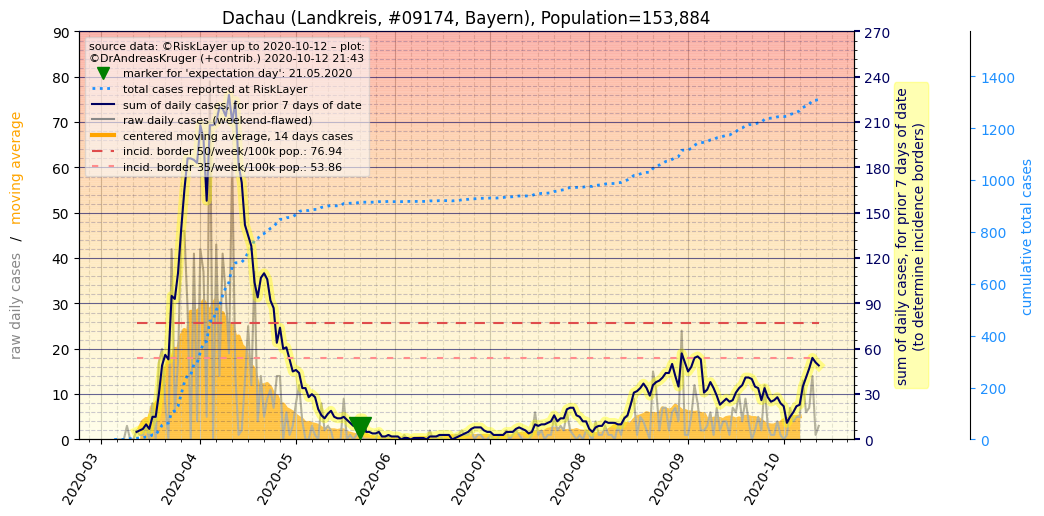 Dachau (Landkreis, #09174, Bayern), Population=153,884
source data: ©RiskLayer up to 2020-10-12 – plot:
©DrAndreasKruger (+contrib.) 2020-10-12 21:43
marker for 'expectation day': 21.05.2020
total cases reported at RiskLayer
sum of daily cases, for prior 7 days of date
raw daily cases (weekend-flawed)
centered moving average, 14 days cases
incid. border 50/week/100k pop.: 76.94
incid. border 35/week/100k pop.: 53.86
raw daily cases / moving average
90
80
70
60
50
40
30
20
10
0
270
240
210
180
150
120
90
60
30
0
sum of daily cases, for prior 7 days of date
(to determine incidence borders)
1400
1200
1000
800
600
400
200
0
cumulative total cases
2020-03
2020-04
2020-05
2020-06
2020-07
2020-08
2020-09
2020-10